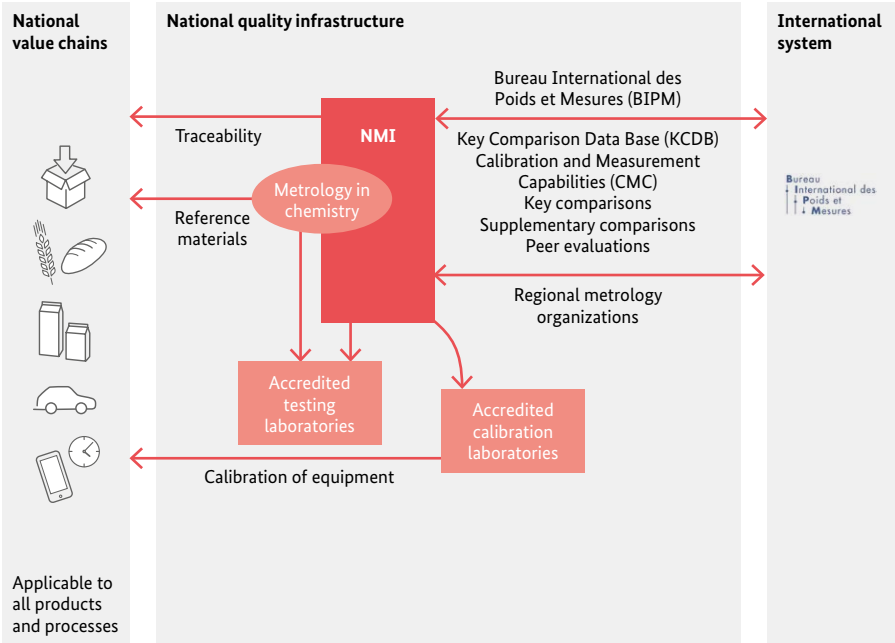 National
value chains
National quality infrastructure
International
system
Bureau International des
Poids et Mesures (BIPM)
NMI
Traceability
Key Comparison Data Base (KCDB)
Calibration and Measurement
Capabilities (CMC)
Key comparisons
Supplementary comparisons
Peer evaluations
Metrology in
chemistry
Reference
materials
Bureau
International des
Poids et
Mesures
Regional metrology
organizations
Accredited
testing
laboratories
Accredited
calibration
laboratories
Calibration of equipment
Applicable to
all products
and processes